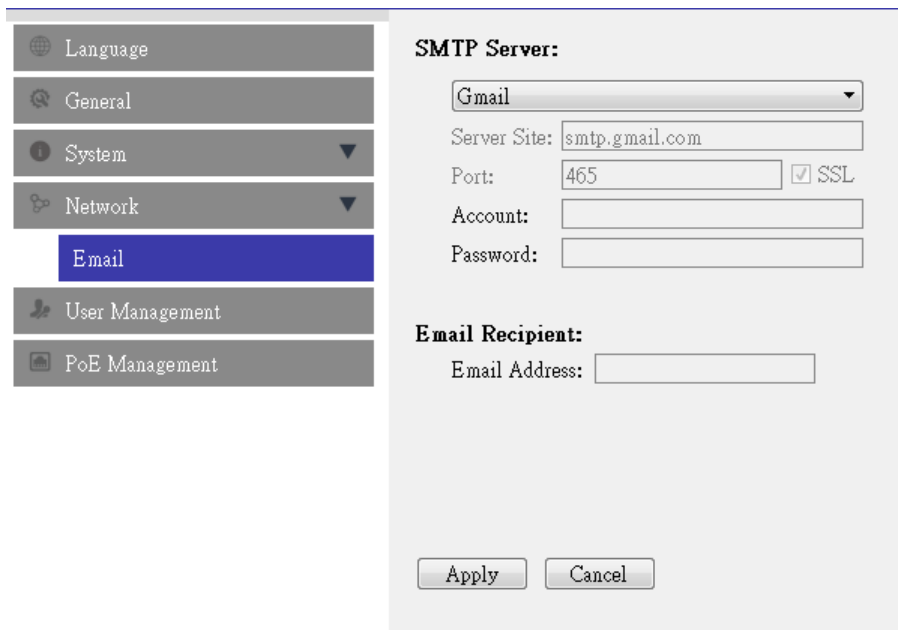 Language
General
System
Network
Email
User Management
PoE Management
SMTP Server:
Gmail
Server Site: smtp.gmail.com
Port: 465 SSL
Account:
Password:
Email Recipient:
Email Address:
Apply Cancel